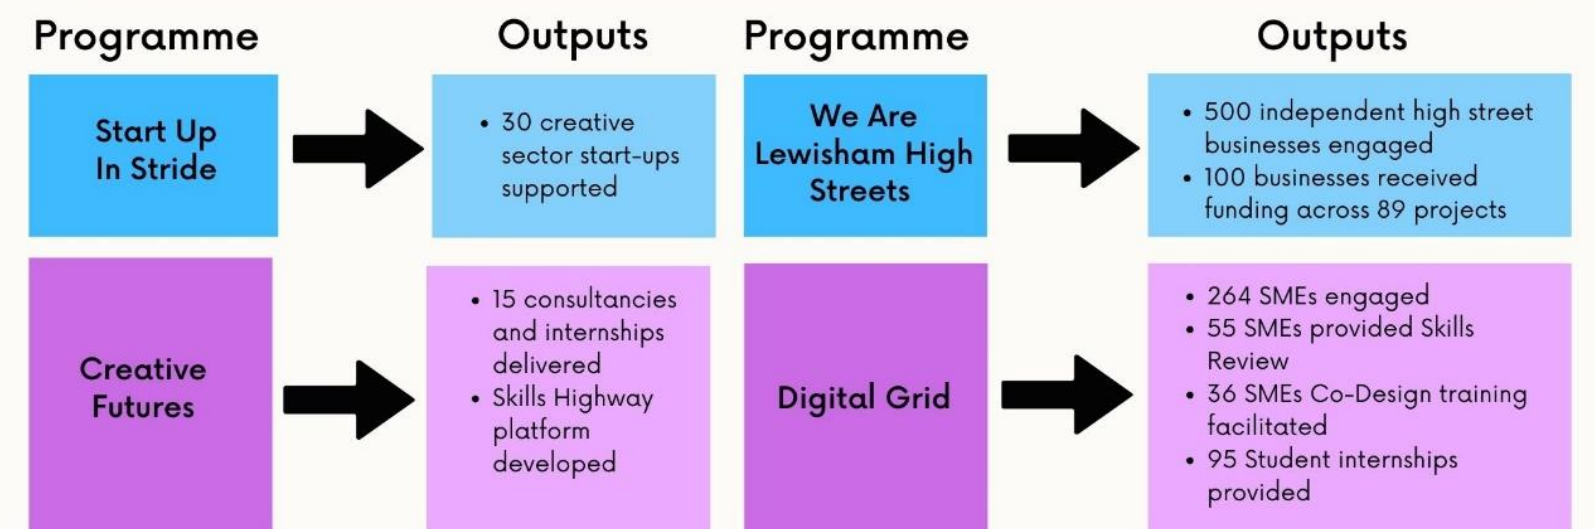 Programme
Outputs
Programme
Outputs
Start Up
In Stride
• 30 creative
sector start-ups
supported
We Are
Lewisham High
Streets
• 500 independent high street
businesses engaged
• 100 businesses received
funding across 89 projects
Creative
Futures
• 15 consultancies
and internships
delivered
• Skills Highway
platform
developed
Digital Grid
• 264 SMEs engaged
• 55 SMEs provided Skills
Review
• 36 SMEs Co-Design training
facilitated
• 95 Student internships
provided